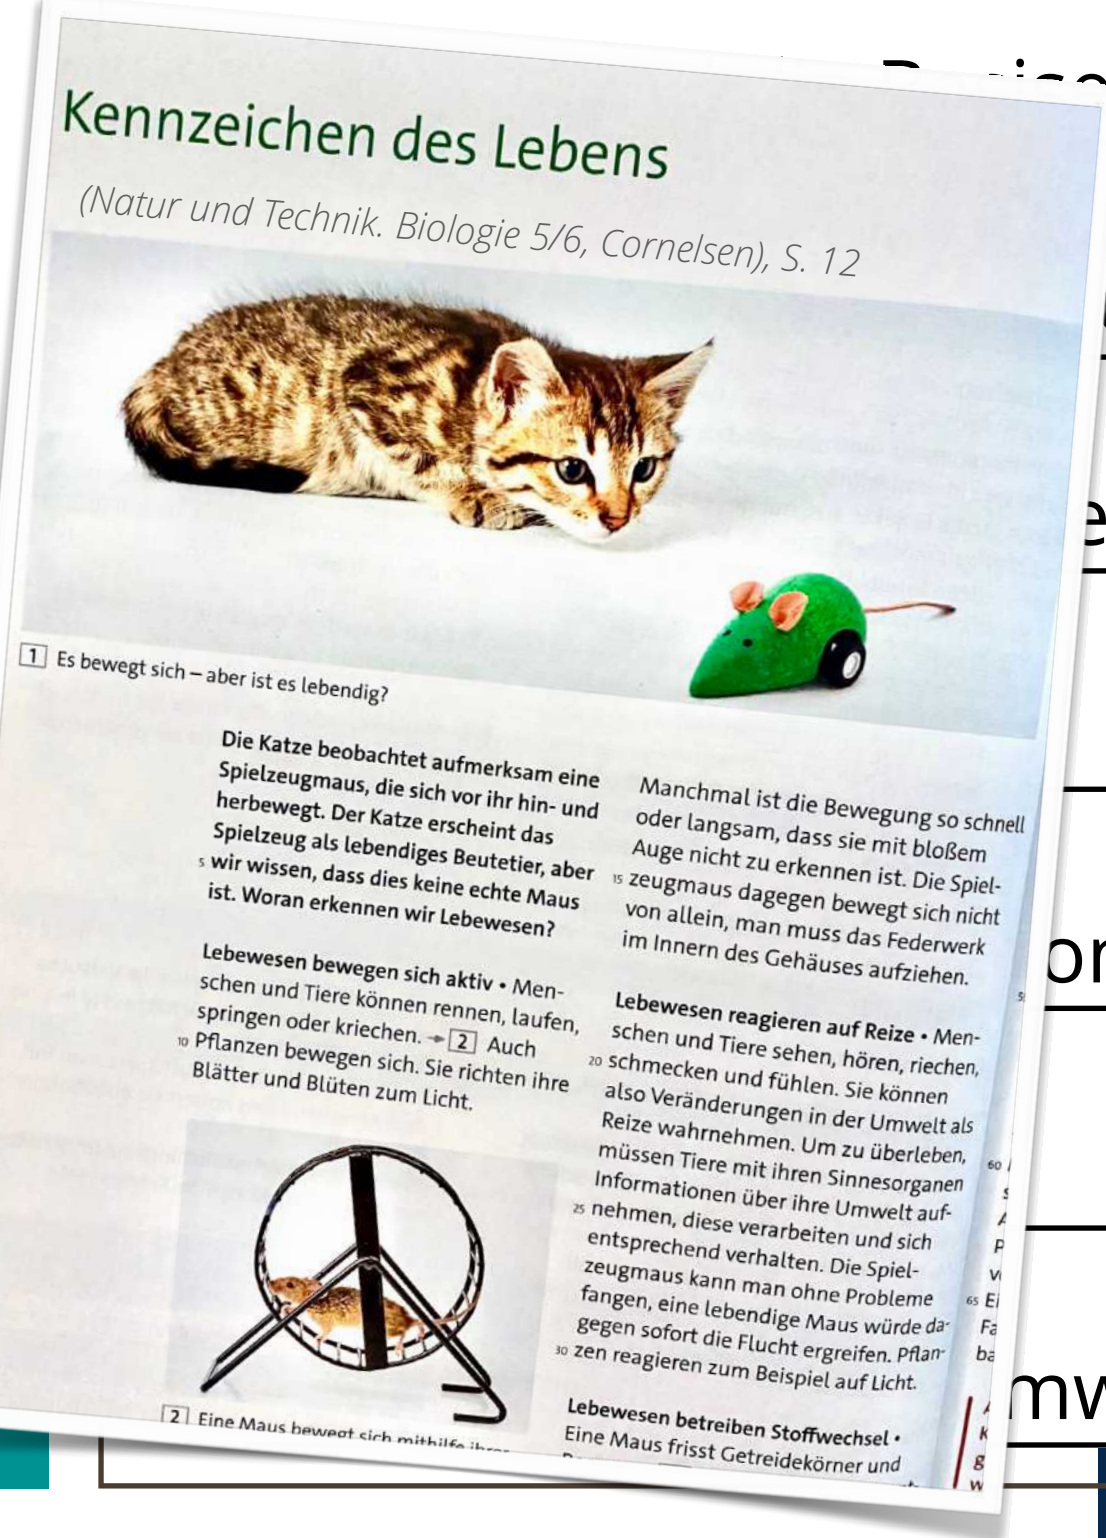 Kennzeichen des Lebens
(Natur und Technik. Biologie 5/6, Cornelsen), S. 12
1 Es bewegt sich – aber ist es lebendig?
Die Katze beobachtet aufmerksam eine
Spielzeugmaus, die sich vor ihr hin- und
herbewegt. Der Katze erscheint das
Spielzeug als lebendiges Beutetier, aber
5 wir wissen, dass dies keine echte Maus
ist. Woran erkennen wir Lebewesen?
Lebewesen bewegen sich aktiv • Men-
schen und Tiere können rennen, laufen,
springen oder kriechen. → 2 Auch
10 Pflanzen bewegen sich. Sie richten ihre
Blätter und Blüten zum Licht.
2 Eine Maus bewegt sich mithilfe ihrer
Manchmal ist die Bewegung so schnell
oder langsam, dass sie mit bloßem
Auge nicht zu erkennen ist. Die Spiel-
15 zeugmaus dagegen bewegt sich nicht
von allein, man muss das Federwerk
im Innern des Gehäuses aufziehen.
Lebewesen reagieren auf Reize • Men-
schen und Tiere sehen, hören, riechen,
20 schmecken und fühlen. Sie können
also Veränderungen in der Umwelt als
Reize wahrnehmen. Um zu überleben,
müssen Tiere mit ihren Sinnesorganen
Informationen über ihre Umwelt auf-
25 nehmen, diese verarbeiten und sich
entsprechend verhalten. Die Spiel-
zeugmaus kann man ohne Probleme
fangen, eine lebendige Maus würde da-
gegen sofort die Flucht ergreifen. Pflan-
30 zen reagieren zum Beispiel auf Licht.
Lebewesen betreiben Stoffwechsel •
Eine Maus frisst Getreidekörner und
60
65 Ei
Fa
ba